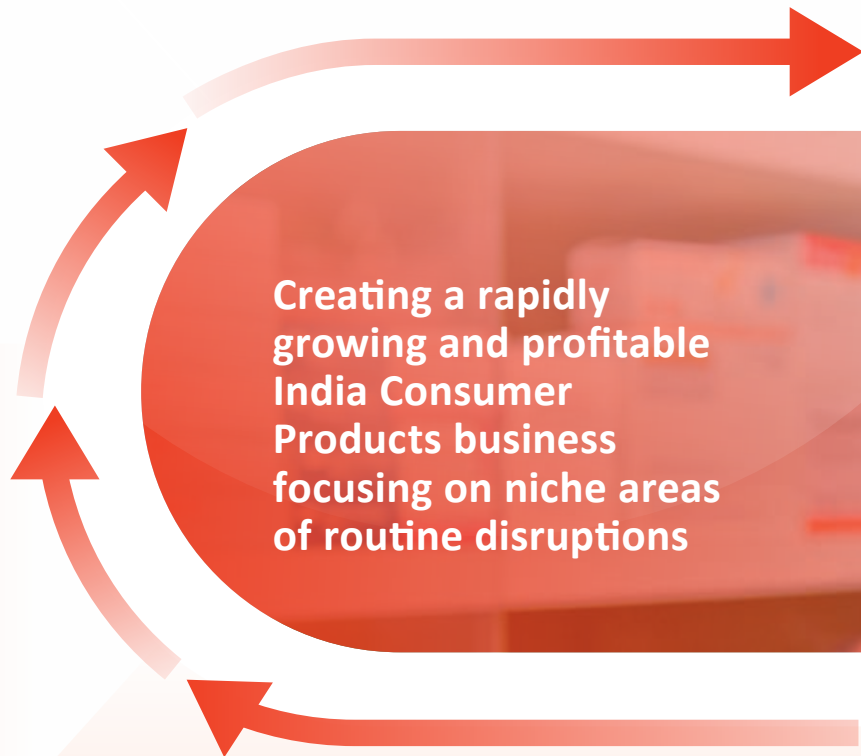 Creating a rapidly
growing and profitable
India Consumer
Products business
focusing on niche areas
of routine disruptions